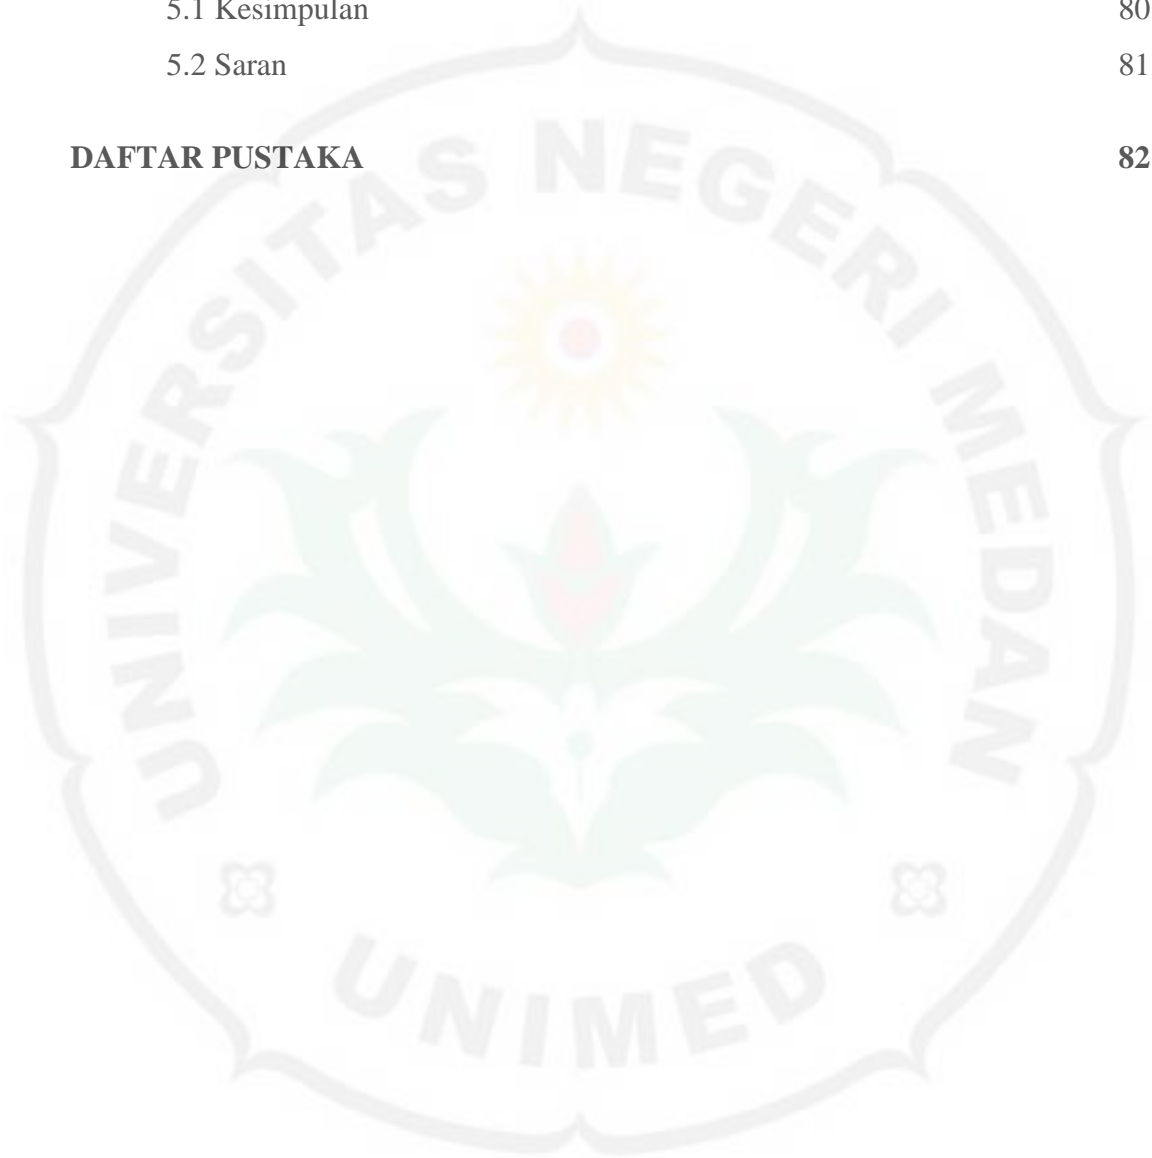 5.1 Kesimpulan 80
5.2 Saran 81
DAFTAR PUSTAKA 82
UNIVERSITAS NEGERI MEDAN
UNIMED